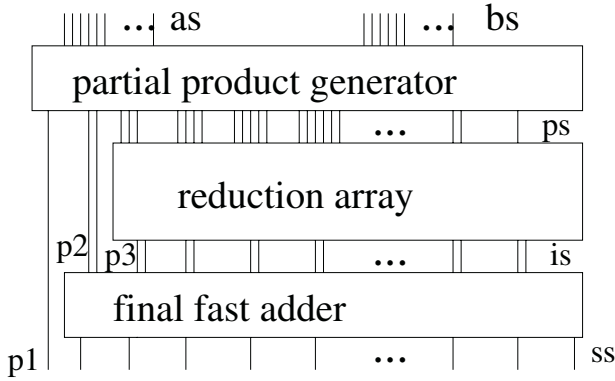 ... as ... bs
partial product generator
... ps
reduction array
p2 p3 ... is
final fast adder
p1 ... ss